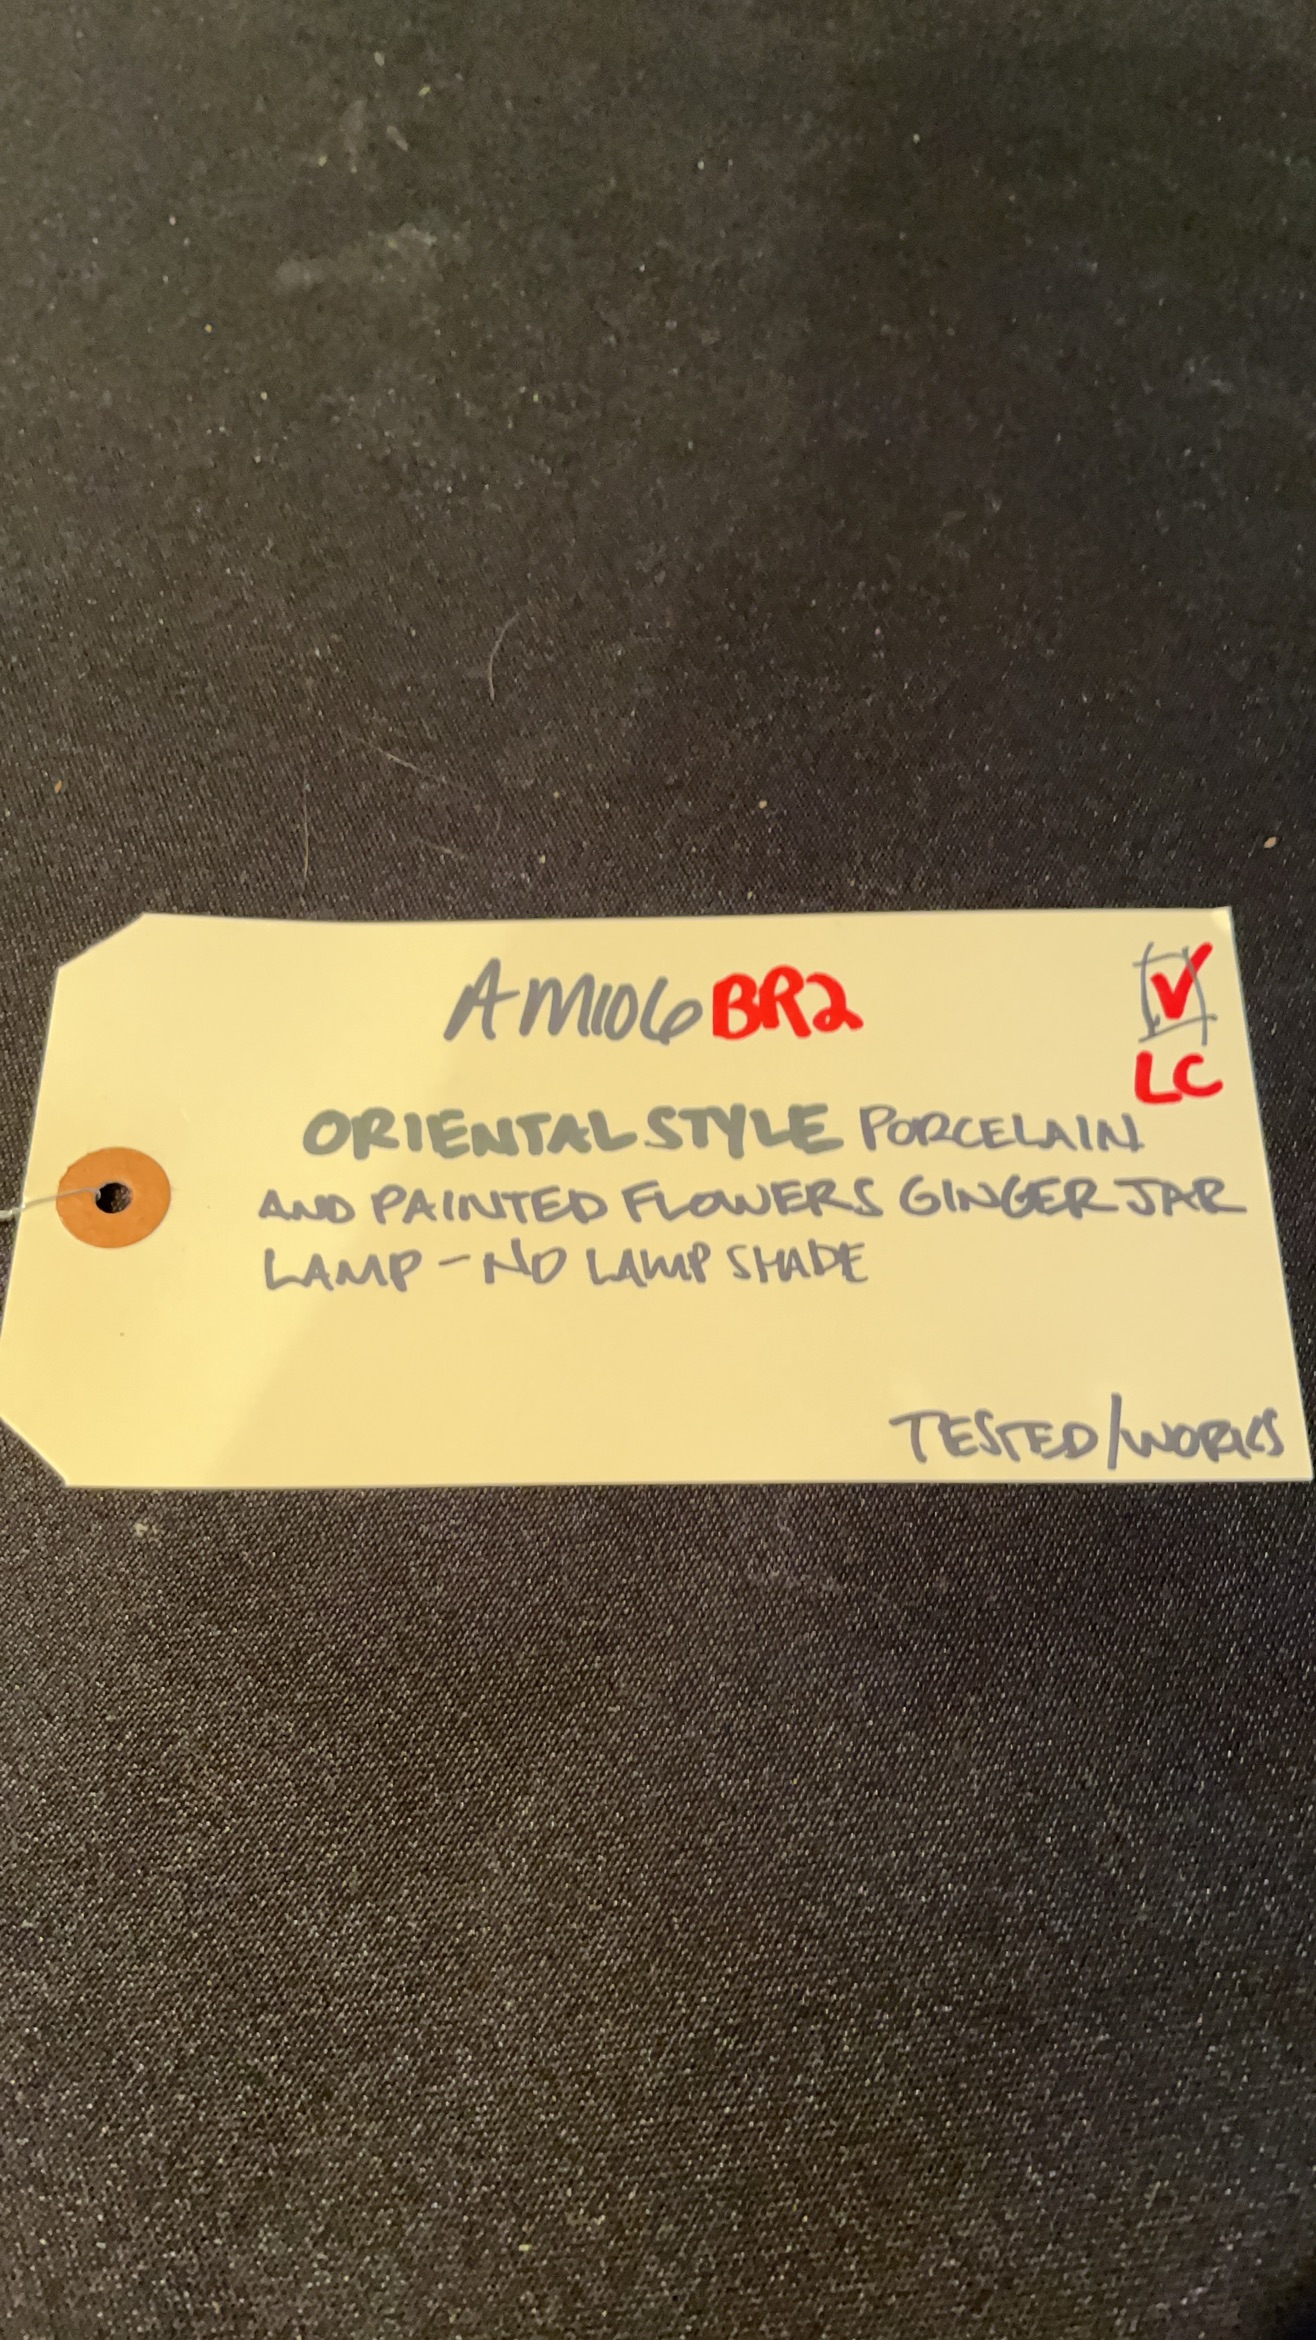 AM106 BR2
LC
ORIENTAL STYLE PORCELAIN
AND PAINTED FLOWERS GINGER JAR
LAMP - NO LAMP SHADE
TESTED/WORKS